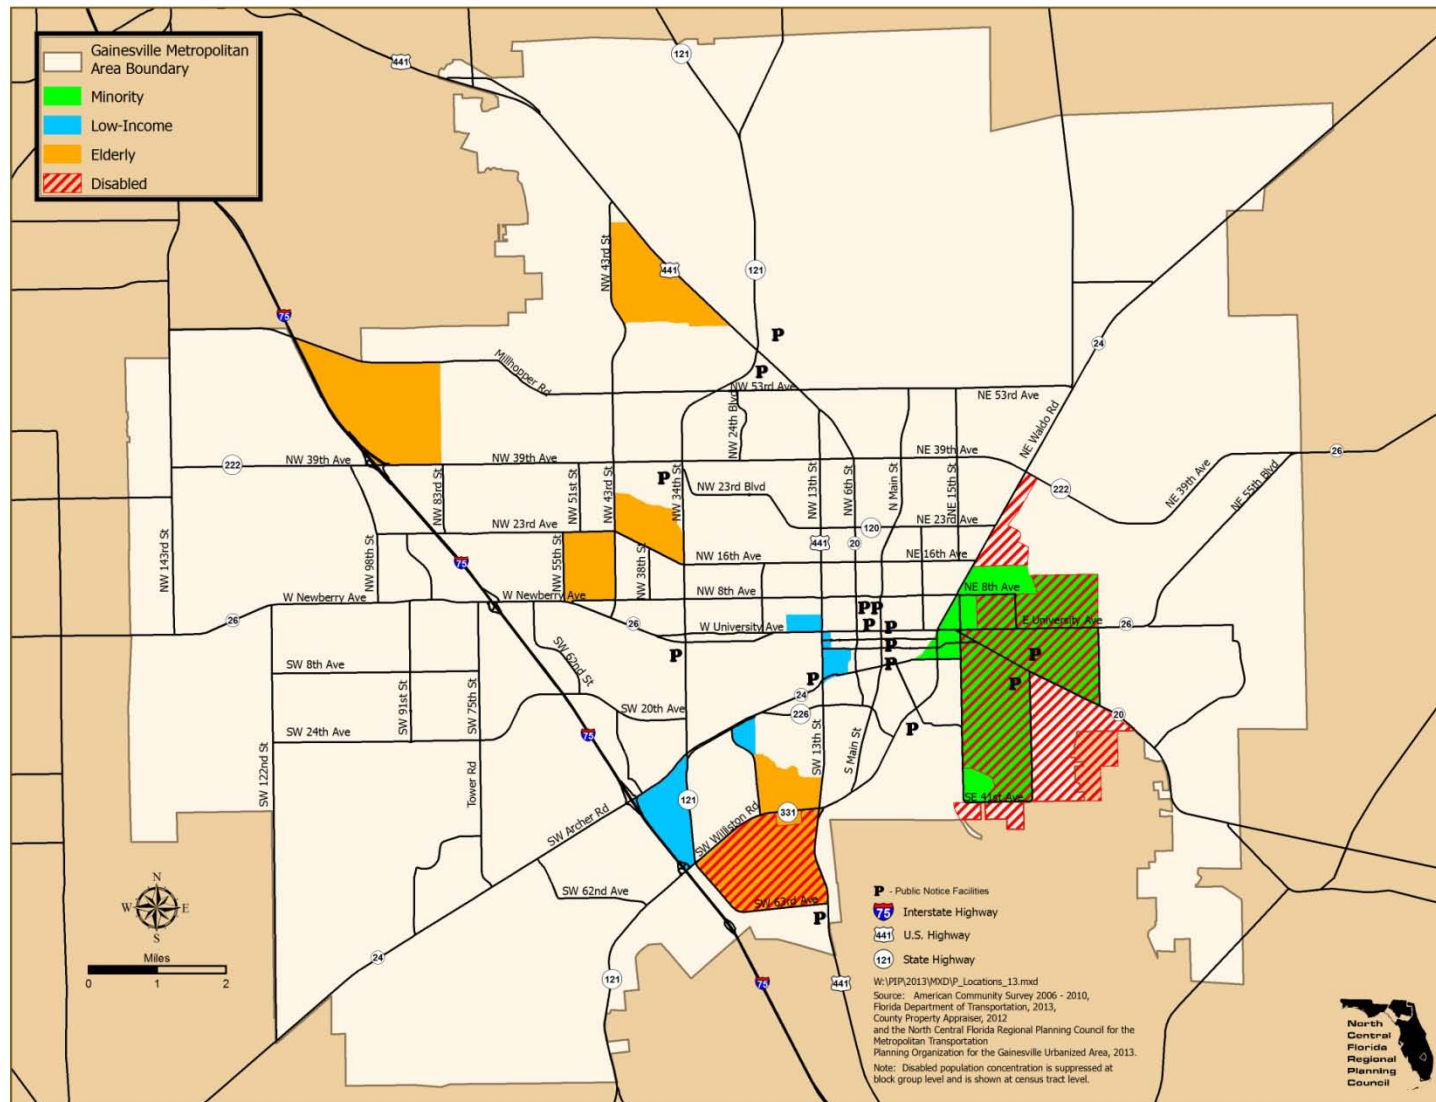 Gainesville Metropolitan
Area Boundary
Minority
Low-Income
Elderly
Disabled
441
121
NW 43rd St
441
121
75
24
Millhopper Rd
NW 53rd Ave
NE 53rd Ave
NW 24th Blvd
NE Waldo Rd
26
222
NW 39th Ave
NW 39th Ave
NE 39th Ave
NW 83rd St
NW 51st St
NW 43rd St
NW 34th St
NW 23rd Blvd
NW 13th St
NW 6th St
N Main St
NE 15th St
222
NE 39th Ave
NE 55th Blvd
NW 23rd Ave
120
NE 23rd Ave
441
20
NW 143rd St
NW 98th St
75
NW 55th St
NW 38th St
NW 16th Ave
NE 16th Ave
W Newberry Ave
W Newberry Ave
NW 8th Ave
NE 8th Ave
P P
26
26
W University Ave
P
P
E University Ave
26
SW 8th Ave
SW 62nd St
P
P
P
P
P
P
SW 91st St
SW 75th St
24
SW 20th Ave
226
20
SW 24th Ave
75
P
SW 122nd St
Tower Rd
SW 13th St
S Main St
SW Archer Rd
121
SW Williston Rd
331
SE 41st Ave
SW 62nd Ave
SW 63rd Ave
P
N
W E
S
Miles
0 1 2
24
121
75
441
P - Public Notice Facilities
75 Interstate Highway
441 U.S. Highway
121 State Highway
W:\PIP\2013\MXD\P_Locations_13.mxd
Source: American Community Survey 2006 - 2010,
Florida Department of Transportation, 2013,
County Property Appraiser, 2012
and the North Central Florida Regional Planning Council for the
Metropolitan Transportation
Planning Organization for the Gainesville Urbanized Area, 2013.
Note: Disabled population concentration is suppressed at
block group level and is shown at census tract level.
North
Central
Florida
Regional
Planning
Council